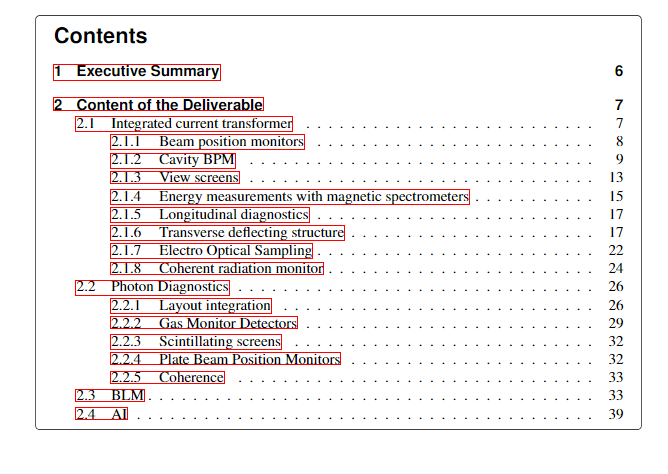 Contents
1 Executive Summary 6
2 Content of the Deliverable 7
2.1 Integrated current transformer . . . . . . . . . . . . . . . . . . . . . 7
2.1.1 Beam position monitors . . . . . . . . . . . . . . . . . . . . 8
2.1.2 Cavity BPM . . . . . . . . . . . . . . . . . . . . . . . . . 9
2.1.3 View screens . . . . . . . . . . . . . . . . . . . . . . . . . 13
2.1.4 Energy measurements with magnetic spectrometers . . . . . . . . . 15
2.1.5 Longitudinal diagnostics . . . . . . . . . . . . . . . . . . . . 17
2.1.6 Transverse deflecting structure . . . . . . . . . . . . . . . . . . 17
2.1.7 Electro Optical Sampling . . . . . . . . . . . . . . . . . . . . 22
2.1.8 Coherent radiation monitor . . . . . . . . . . . . . . . . . . . 24
2.2 Photon Diagnostics . . . . . . . . . . . . . . . . . . . . . . . . . . 26
2.2.1 Layout integration . . . . . . . . . . . . . . . . . . . . . . 26
2.2.2 Gas Monitor Detectors . . . . . . . . . . . . . . . . . . . . . 29
2.2.3 Scintillating screens . . . . . . . . . . . . . . . . . . . . . . 32
2.2.4 Plate Beam Position Monitors . . . . . . . . . . . . . . . . . . 32
2.2.5 Coherence . . . . . . . . . . . . . . . . . . . . . . . . . . 33
2.3 BLM . . . . . . . . . . . . . . . . . . . . . . . . . . . . . . . . 33
2.4 AI . . . . . . . . . . . . . . . . . . . . . . . . . . . . . . . . . 39